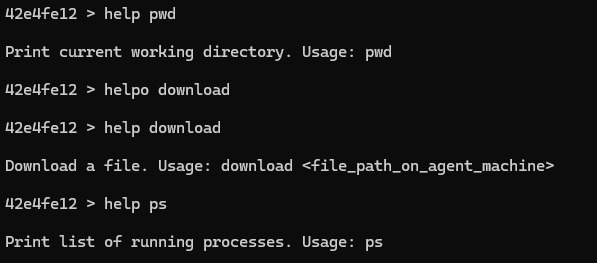 42e4fe12 > help pwd
Print current working directory. Usage: pwd
42e4fe12 > helpo download
42e4fe12 > help download
Download a file. Usage: download <file_path_on_agent_machine>
42e4fe12 > help ps
Print list of running processes. Usage: ps